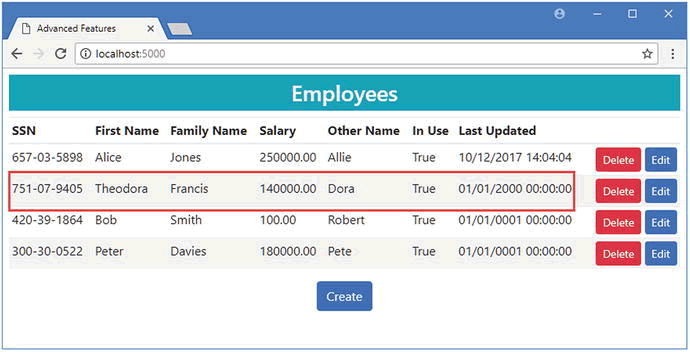 Advanced Features
localhost:5000
Employees
SSN First Name Family Name Salary Other Name In Use Last Updated
657-03-5898 Alice Jones 250000.00 Allie True 10/12/2017 14:04:04 Delete Edit
751-07-9405 Theodora Francis 140000.00 Dora True 01/01/2000 00:00:00 Delete Edit
420-39-1864 Bob Smith 100.00 Robert True 01/01/0001 00:00:00 Delete Edit
300-30-0522 Peter Davies 180000.00 Pete True 01/01/0001 00:00:00 Delete Edit
Create